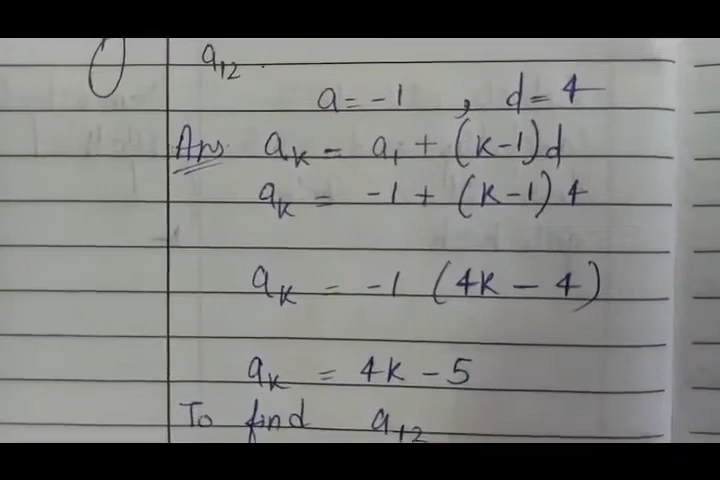 a₁₂ .
a = -1 , d = 4
Ans. aₖ = a₁ + (k-1)d
aₖ = -1 + (k-1) 4
aₖ = -1 (4k - 4)
aₖ = 4k - 5
To find a₁₂